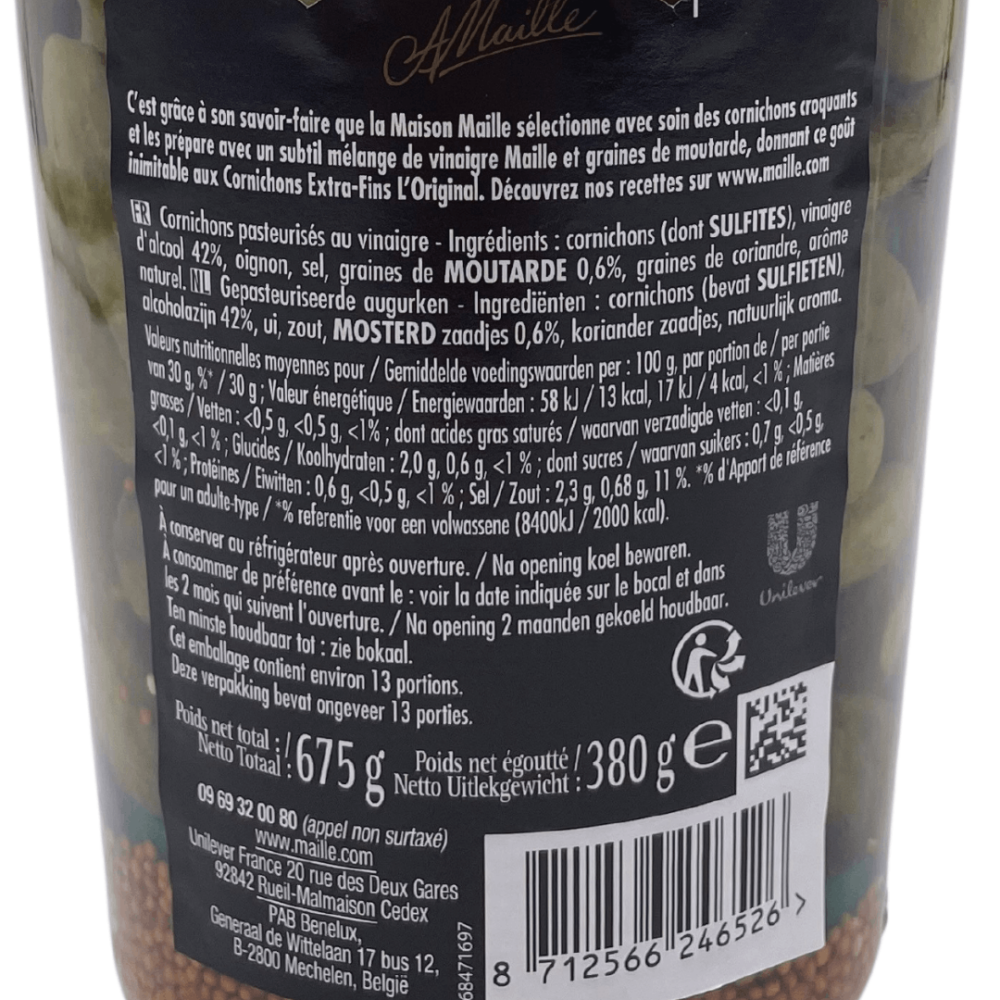 AMaille
C'est grâce à son savoir-faire que la Maison Maille sélectionne avec soin des cornichons croquants
et les prépare avec un subtil mélange de vinaigre Maille et graines de moutarde, donnant ce goût
inimitable aux Cornichons Extra-Fins L'Original. Découvrez nos recettes sur www.maille.com
FR Cornichons pasteurisés au vinaigre - Ingrédients : cornichons (dont SULFITES), vinaigre
d'alcool 42%, oignon, sel, graines de MOUTARDE 0,6%, graines de coriandre, arôme
naturel. NL Gepasteuriseerde augurken - Ingrediënten : cornichons (bevat SULFIETEN),
alcoholazijn 42%, ui, zout, MOSTERD zaadjes 0,6%, koriander zaadjes, natuurlijk aroma.
Valeurs nutritionnelles moyennes pour / Gemiddelde voedingswaarden per : 100 g, par portion de / per portie
van 30 g, %* / 30 g ; Valeur énergétique / Energiewaarden : 58 kJ / 13 kcal, 17 kJ / 4 kcal, <1 % ; Matières
grasses / Vetten : <0,5 g, <0,5 g, <1% ; dont acides gras saturés / waarvan verzadigde vetten : <0,1 g,
<0,1 g, <1 % ; Glucides / Koolhydraten : 2,0 g, 0,6 g, <1 % ; dont sucres / waarvan suikers : 0,7 g, <0,5 g,
<1 % ; Protéines / Eiwitten : 0,6 g, <0,5 g, <1 % ; Sel / Zout : 2,3 g, 0,68 g, 11 %. *% d'Apport de référence
pour un adulte-type / *% referentie voor een volwassene (8400kJ / 2000 kcal).
À conserver au réfrigérateur après ouverture. / Na opening koel bewaren.
À consommer de préférence avant le : voir la date indiquée sur le bocal et dans
les 2 mois qui suivent l'ouverture. / Na opening 2 maanden gekoeld houdbaar.
Ten minste houdbaar tot : zie bokaal.
Cet emballage contient environ 13 portions.
Deze verpakking bevat ongeveer 13 porties.
Unilever
Poids net total : /
Netto Totaal : 675 g
Poids net égoutté /
Netto Uitlekgewicht : 380 g e
09 69 32 00 80 (appel non surtaxé)
www.maille.com
Unilever France 20 rue des Deux Gares
92842 Rueil-Malmaison Cedex
PAB Benelux,
Generaal de Wittelaan 17 bus 12,
B-2800 Mechelen, België
68471697
8 712566 246526 >